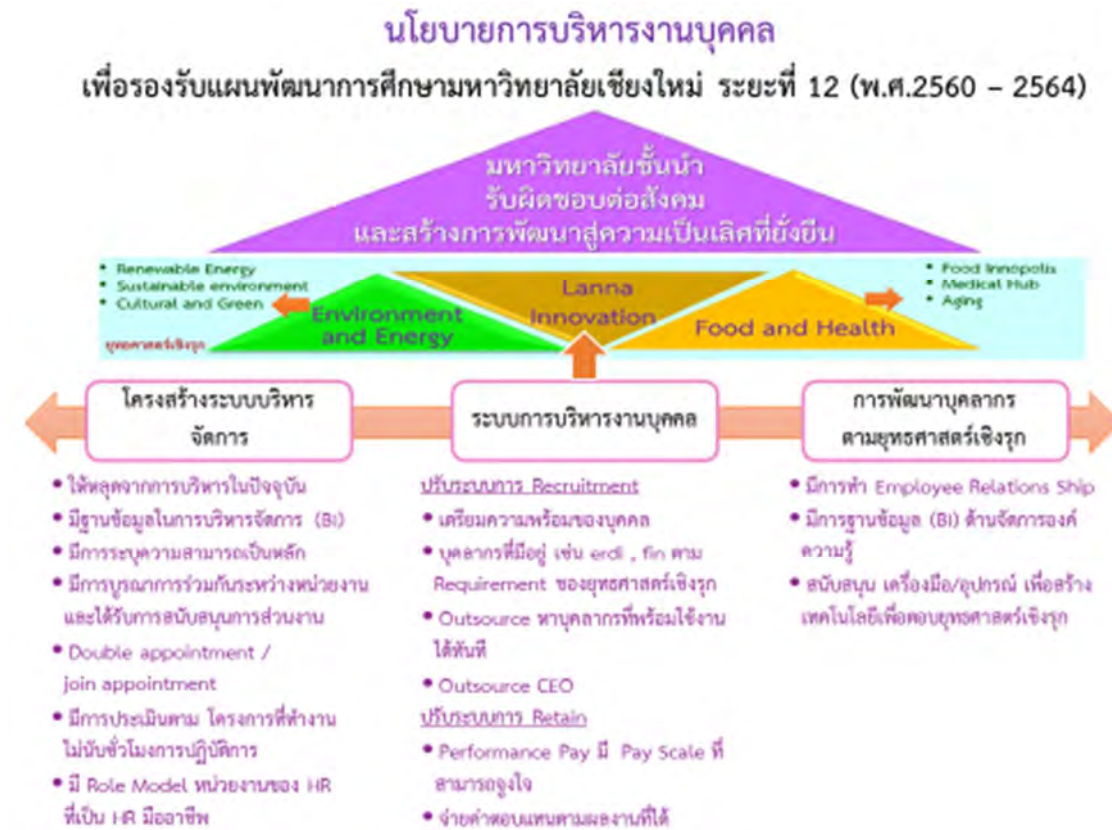 นโยบายการบริหารงานบุคคล
เพื่อรองรับแผนพัฒนาการศึกษามหาวิทยาลัยเชียงใหม่ ระยะที่ 12 (พ.ศ.2560 – 2564)
มหาวิทยาลัยชั้นนำ
รับผิดชอบต่อสังคม
และสร้างการพัฒนาสู่ความเป็นเลิศที่ยั่งยืน
• Renewable Energy
• Sustainable environment
• Cultural and Green
ยุทธศาสตร์เชิงรุก
Environment
and Energy
Lanna
Innovation
Food and Health
• Food Innopolis
• Medical Hub
• Aging
โครงสร้างระบบบริหาร
จัดการ
• ให้หลุดจากการบริหารในปัจจุบัน
• มีฐานข้อมูลในการบริหารจัดการ (BI)
• มีการระบุความสามารถเป็นหลัก
• มีการบูรณาการร่วมกันระหว่างหน่วยงาน
และได้รับการสนับสนุนการส่วนงาน
• Double appointment /
join appointment
• มีการประเมินตาม โครงการที่ทำงาน
ไม่นับชั่วโมงการปฏิบัติการ
• มี Role Model หน่วยงานของ HR
ที่เป็น HR มืออาชีพ
ระบบการบริหารงานบุคคล
ปรับระบบการ Recruitment
• เตรียมความพร้อมของบุคคล
• บุคลากรที่มีอยู่ เช่น erdi , fin ตาม
Requirement ของยุทธศาสตร์เชิงรุก
• Outsource หาบุคลากรที่พร้อมใช้งาน
ได้ทันที
• Outsource CEO
ปรับระบบการ Retain
• Performance Pay มี Pay Scale ที่
สามารถจูงใจ
• จ่ายค่าตอบแทนตามผลงานที่ได้
การพัฒนาบุคลากร
ตามยุทธศาสตร์เชิงรุก
• มีการทำ Employee Relations Ship
• มีการฐานข้อมูล (BI) ด้านจัดการองค์
ความรู้
• สนับสนุน เครื่องมือ/อุปกรณ์ เพื่อสร้าง
เทคโนโลยีเพื่อตอบยุทธศาสตร์เชิงรุก